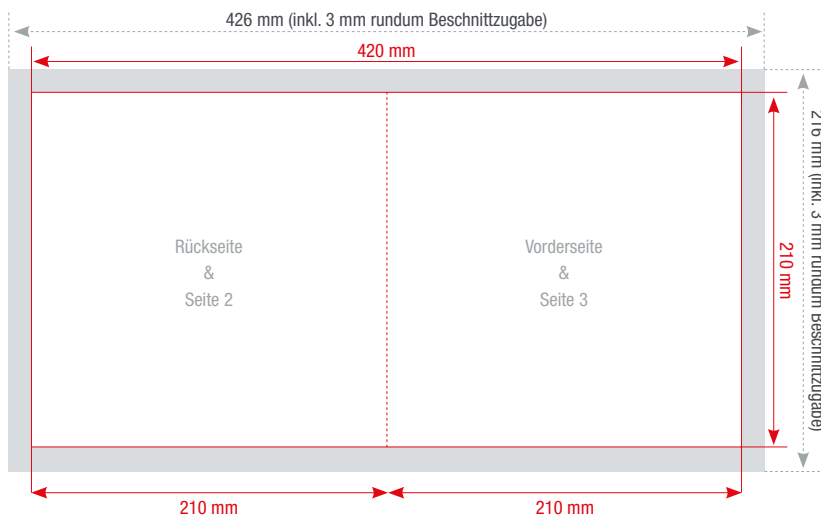 426 mm (inkl. 3 mm rundum Beschnittzugabe)
420 mm
Rückseite
&
Seite 2
Vorderseite
&
Seite 3
210 mm
216 mm (inkl. 3 mm rundum Beschnittzugabe)
210 mm
210 mm